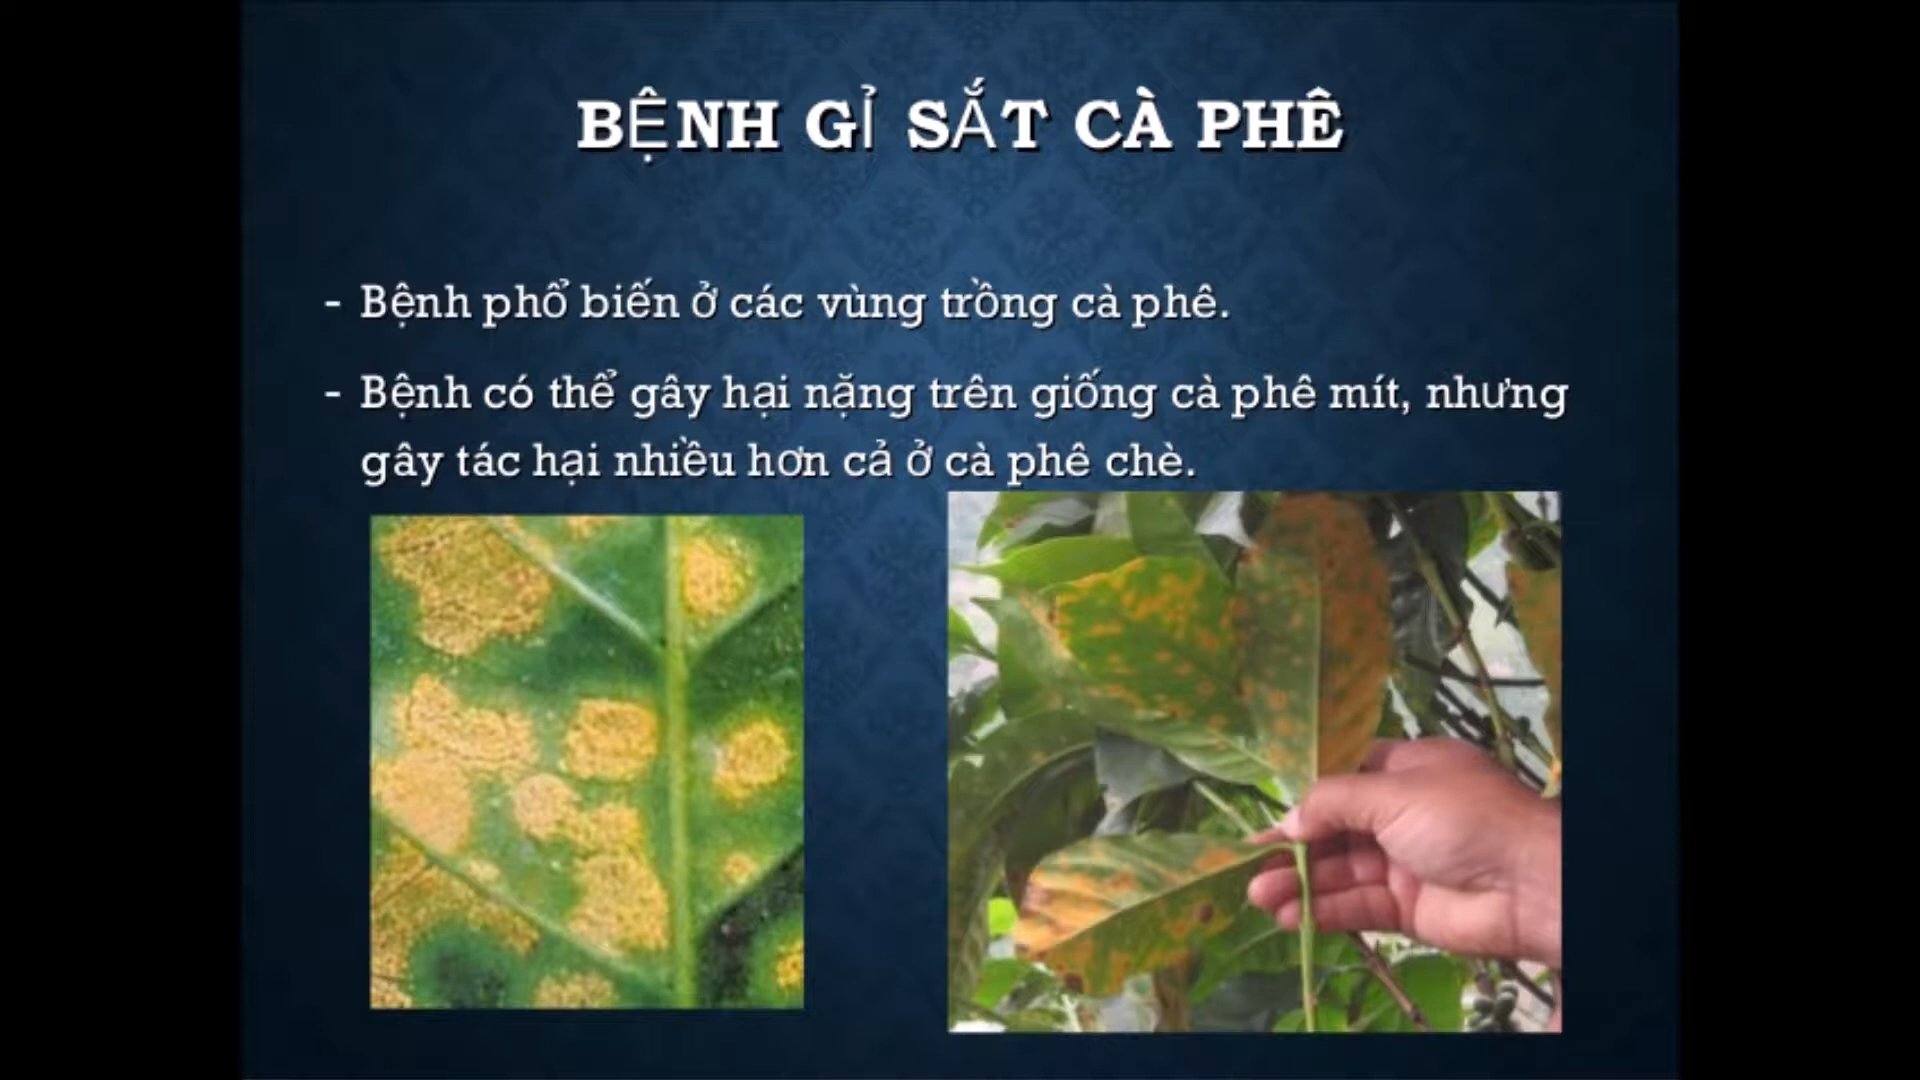 BỆNH GỈ SẮT CÀ PHÊ
- Bệnh phổ biến ở các vùng trồng cà phê.
- Bệnh có thể gây hại nặng trên giống cà phê mít, nhưng
gây tác hại nhiều hơn cả ở cà phê chè.